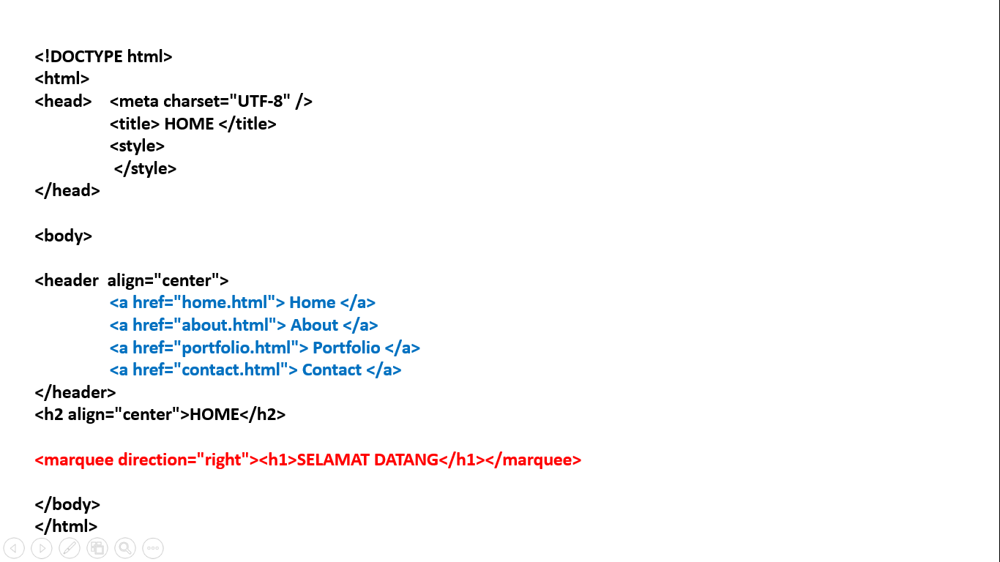 <!DOCTYPE html>
<html>
<head> <meta charset="UTF-8" />
<title> HOME </title>
<style>
</style>
</head>
<body>
<header  align="center">
<a href="home.html"> Home </a>
<a href="about.html"> About </a>
<a href="portfolio.html"> Portfolio </a>
<a href="contact.html"> Contact </a>
</header>
<h2 align="center">HOME</h2>
<marquee direction="right"><h1>SELAMAT DATANG</h1></marquee>
</body>
</html>